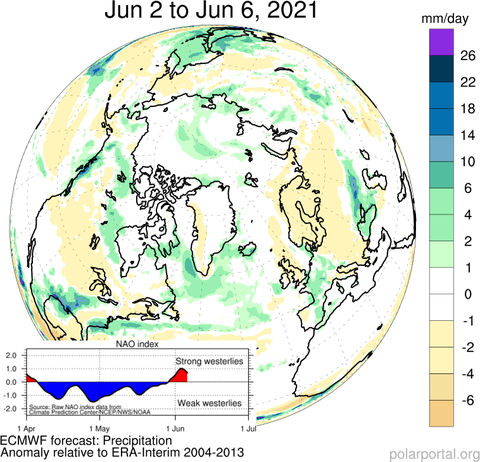 Jun 2 to Jun 6, 2021
mm/day
26
22
18
14
10
6
4
2
1
0
-1
-2
-4
-6
NAO index
2.0
1.0
0.0
-1.0
-2.0
Strong westerlies
Weak westerlies
Source: Raw NAO index data from
Climate Prediction Center/NCEP/NWS/NOAA
1 Apr
1 May
1 Jun
1 Jul
ECMWF forecast: Precipitation
Anomaly relative to ERA-Interim 2004-2013
polarportal.org